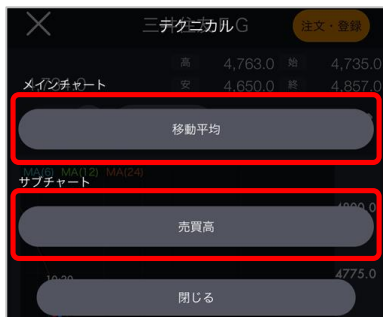 テクニカル
注文・登録
高 4,763.0 始 4,735.0
メインチャート
安 4,650.0 終 4,857.0
移動平均
MA(6) MA(12) MA(24)
サブチャート
売買高
4775.0
閉じる